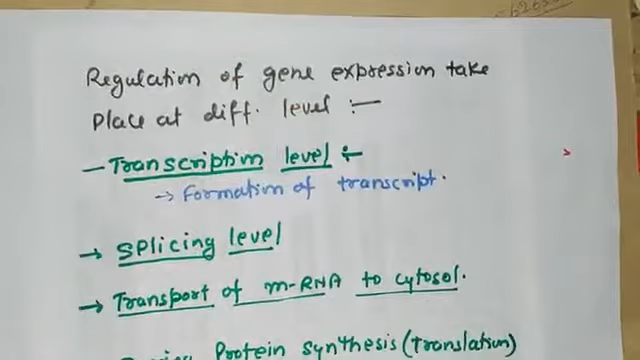 Regulation of gene expression take
Place at diff. level :-
- Transcription level :-
-> Formation of transcript.
-> Splicing level
-> Transport of m-RNA to cytosol.
Protein synthesis (translation)